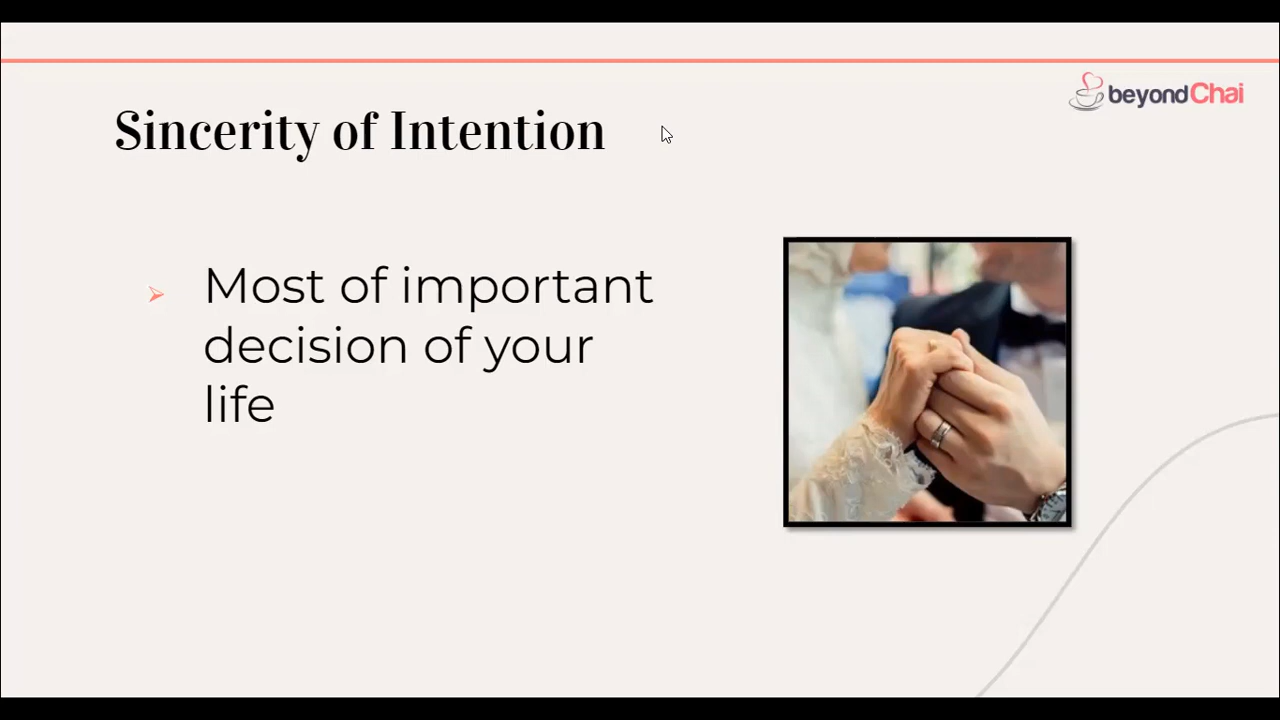 beyondChai
Sincerity of Intention
Most of important
decision of your
life